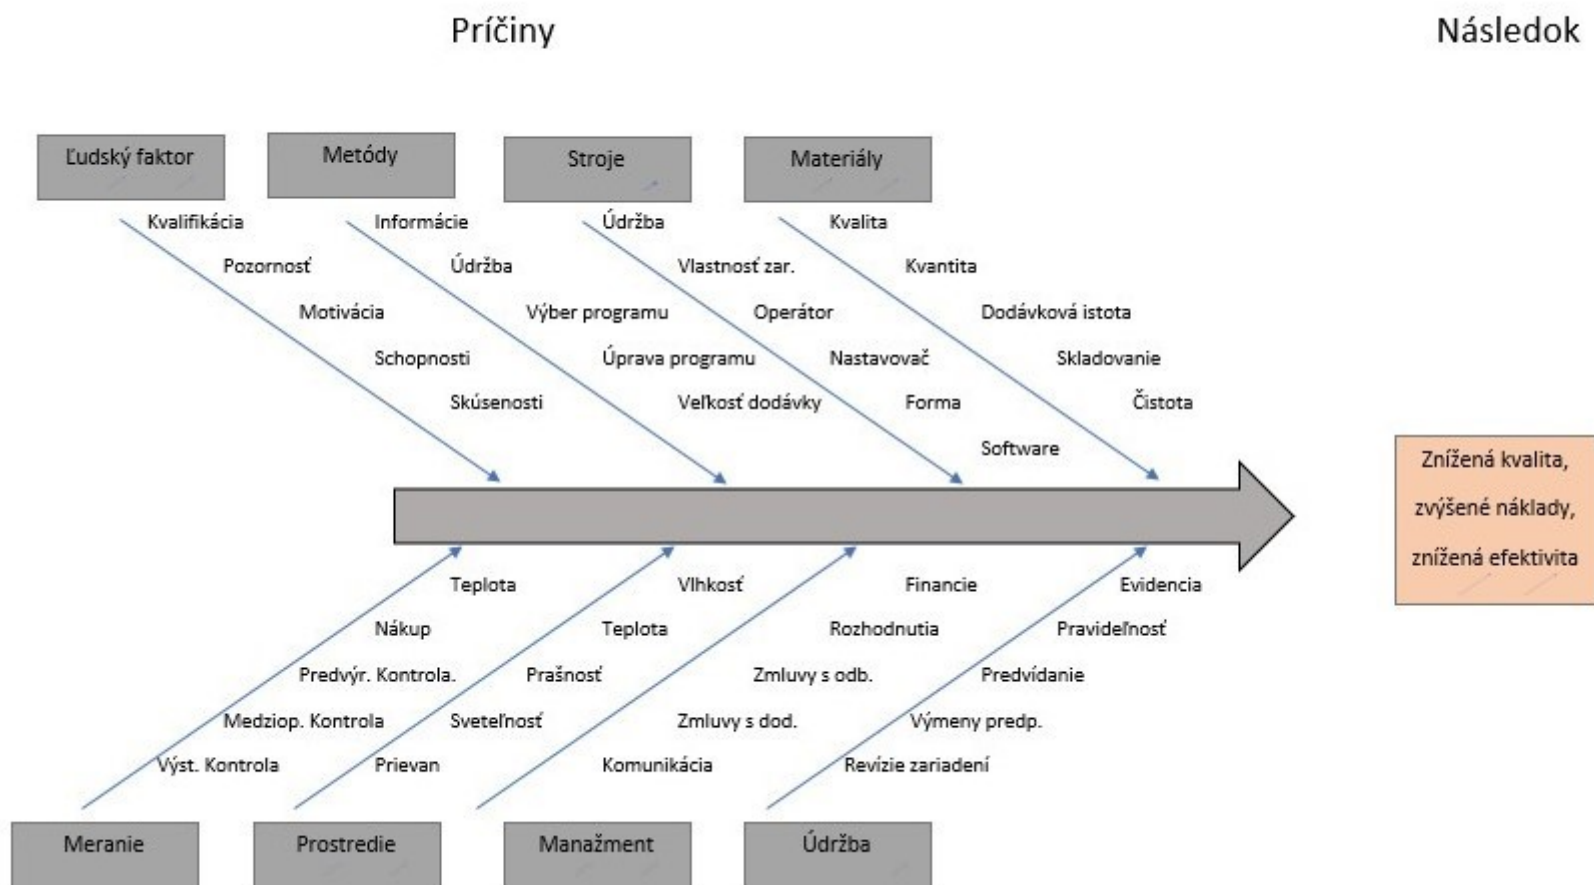 Príčiny
Následok
Ľudský faktor
Metódy
Stroje
Materiály
Kvalifikácia
Pozornosť
Motivácia
Schopnosti
Skúsenosti
Informácie
Údržba
Výber programu
Úprava programu
Veľkosť dodávky
Údržba
Vlastnosť zar.
Operátor
Nastavovač
Forma
Software
Kvalita
Kvantita
Dodávková istota
Skladovanie
Čistota
Znížená kvalita,
zvýšené náklady,
znížená efektivita
Teplota
Nákup
Predvýr. Kontrola.
Medziop. Kontrola
Výst. Kontrola
Vlhkosť
Teplota
Prašnosť
Sveteľnosť
Prievan
Financie
Rozhodnutia
Zmluvy s odb.
Zmluvy s dod.
Komunikácia
Evidencia
Pravideľnosť
Predvídanie
Výmeny predp.
Revízie zariadení
Meranie
Prostredie
Manažment
Údržba